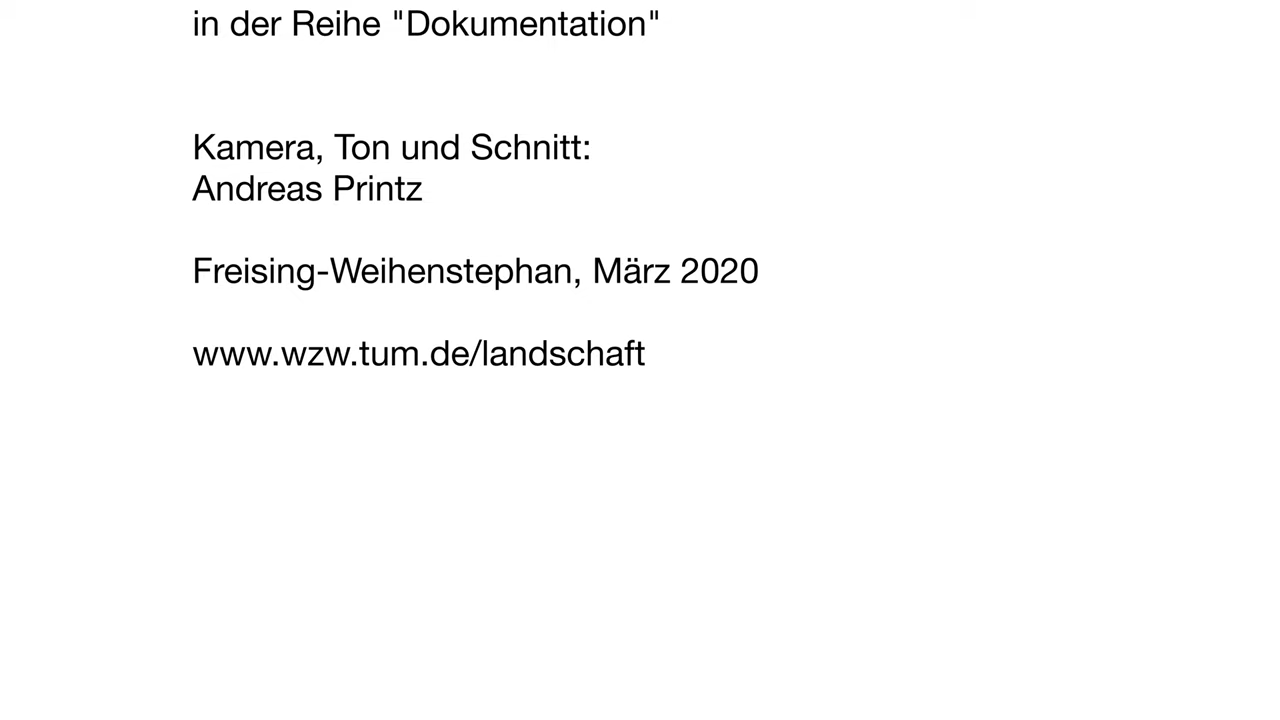 in der Reihe "Dokumentation"
Kamera, Ton und Schnitt:
Andreas Printz
Freising-Weihenstephan, März 2020
www.wzw.tum.de/landschaft